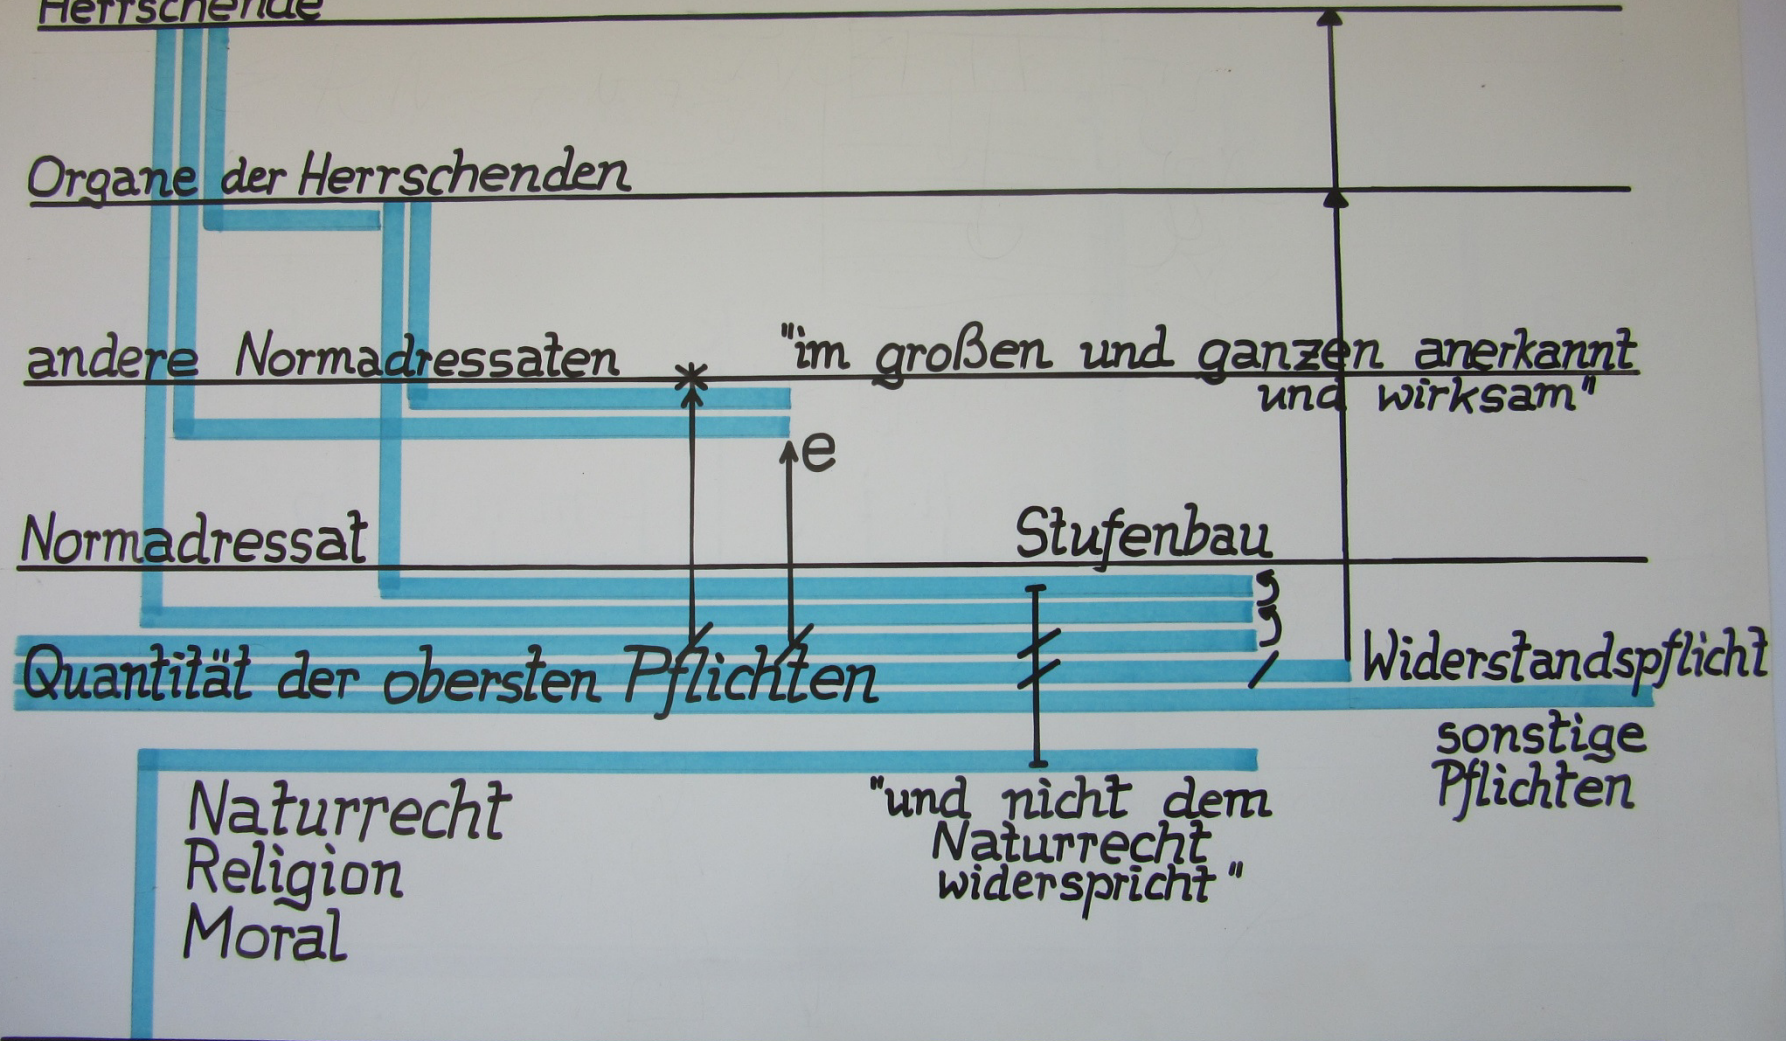 Herrschende
Organe der Herrschenden
andere Normadressaten
"im großen und ganzen anerkannt
und wirksam"
e
Normadressat
Stufenbau
Quantität der obersten Pflichten
Widerstandspflicht
sonstige
Pflichten
Naturrecht
Religion
Moral
"und nicht dem
Naturrecht
widerspricht"